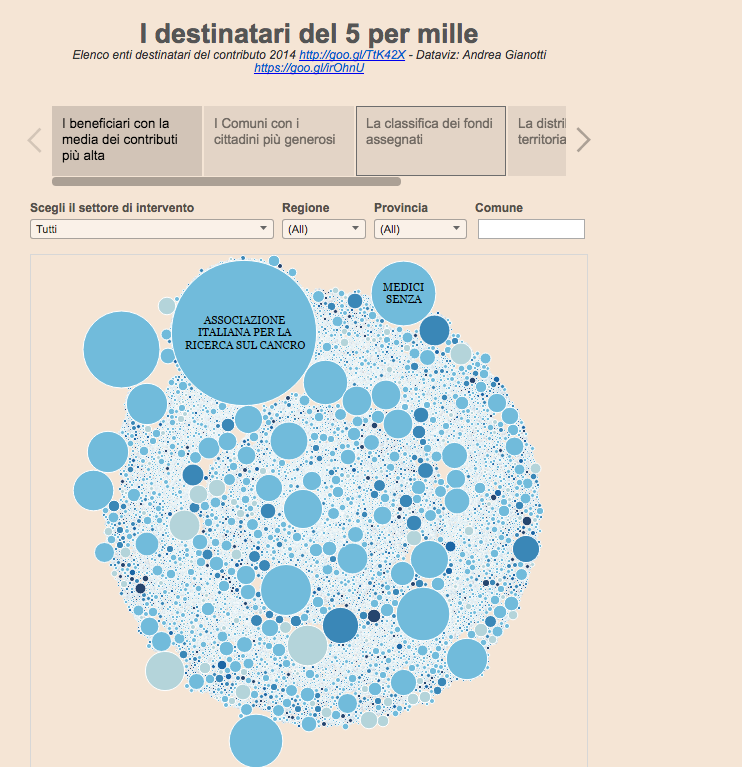 I destinatari del 5 per mille
Elenco enti destinatari del contributo 2014 http://goo.gl/TtK42X - Dataviz: Andrea Gianotti
https://goo.gl/irOhnU
I beneficiari con la
media dei contributi
più alta
I Comuni con i
cittadini più generosi
La classifica dei fondi
assegnati
La distri
territoria
Scegli il settore di intervento
Tutti
Regione
(All)
Provincia
(All)
Comune
MEDICI
SENZA
ASSOCIAZIONE
ITALIANA PER LA
RICERCA SUL CANCRO